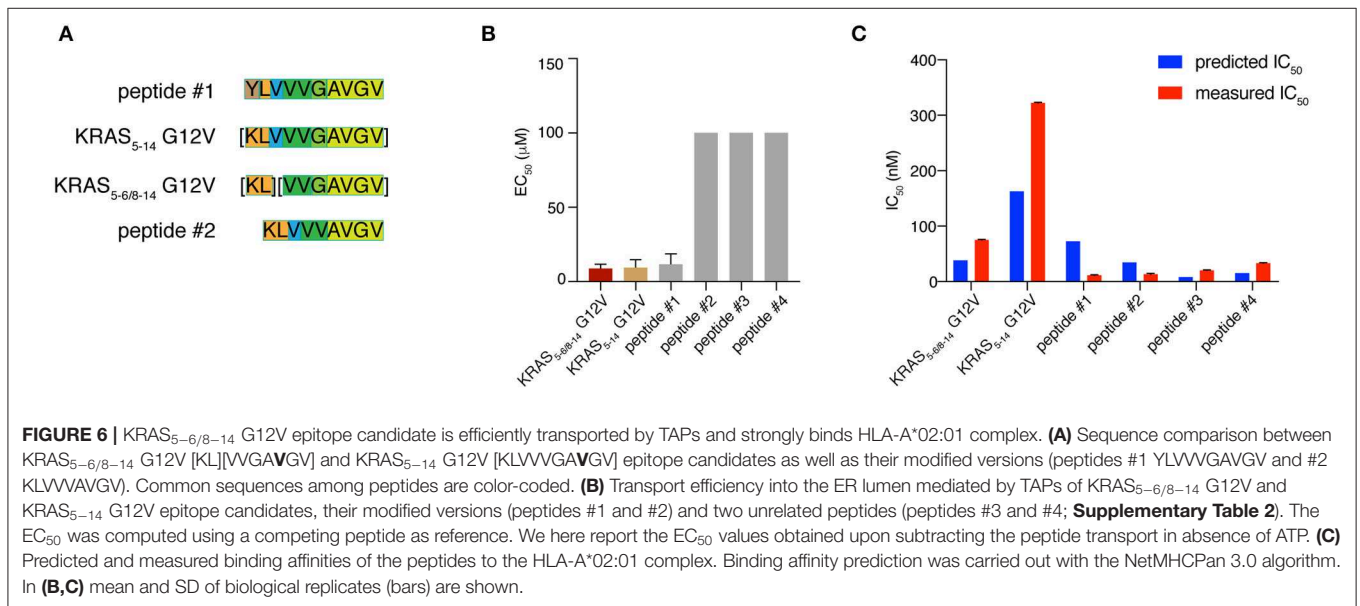 A
peptide #1 YLVVVGAVGV
KRAS5-14 G12V [KLVVVGAVGV]
KRAS5-6/8-14 G12V [KL][VVGAVGV]
peptide #2 KLVVVAVGV
B
150
100
50
0
EC50 (μM)
KRAS5-6/8-14 G12V
KRAS5-14 G12V
peptide #1
peptide #2
peptide #3
peptide #4
C
predicted IC50
measured IC50
400
300
200
100
0
IC50 (nM)
KRAS5-6/8-14 G12V
KRAS5-14 G12V
peptide #1
peptide #2
peptide #3
peptide #4
FIGURE 6 | KRAS5−6/8−14 G12V epitope candidate is efficiently transported by TAPs and strongly binds HLA-A*02:01 complex. (A) Sequence comparison between
KRAS5−6/8−14 G12V [KL][VVGAVGV] and KRAS5−14 G12V [KLVVVGAVGV] epitope candidates as well as their modified versions (peptides #1 YLVVVGAVGV and #2
KLVVVAVGV). Common sequences among peptides are color-coded. (B) Transport efficiency into the ER lumen mediated by TAPs of KRAS5−6/8−14 G12V and
KRAS5−14 G12V epitope candidates, their modified versions (peptides #1 and #2) and two unrelated peptides (peptides #3 and #4; Supplementary Table 2). The
EC50 was computed using a competing peptide as reference. We here report the EC50 values obtained upon subtracting the peptide transport in absence of ATP. (C)
Predicted and measured binding affinities of the peptides to the HLA-A*02:01 complex. Binding affinity prediction was carried out with the NetMHCPan 3.0 algorithm.
In (B,C) mean and SD of biological replicates (bars) are shown.